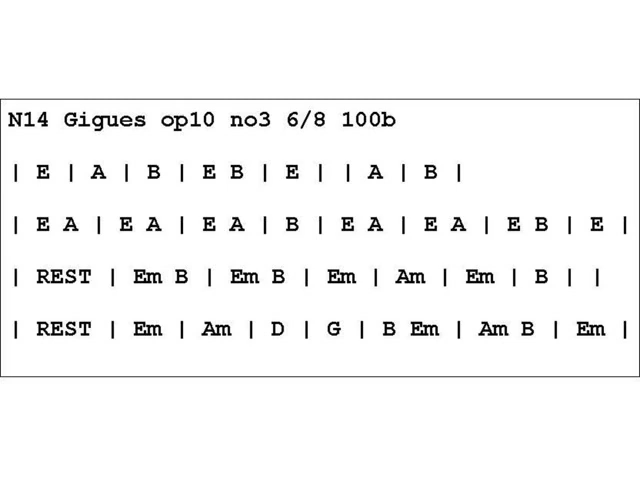 N14 Gigues op10 no3 6/8 100b
| E | A | B | E B | E | | A | B |
| E A | E A | E A | B | E A | E A | E B | E |
| REST | Em B | Em B | Em | Am | Em | B | |
| REST | Em | Am | D | G | B Em | Am B | Em |